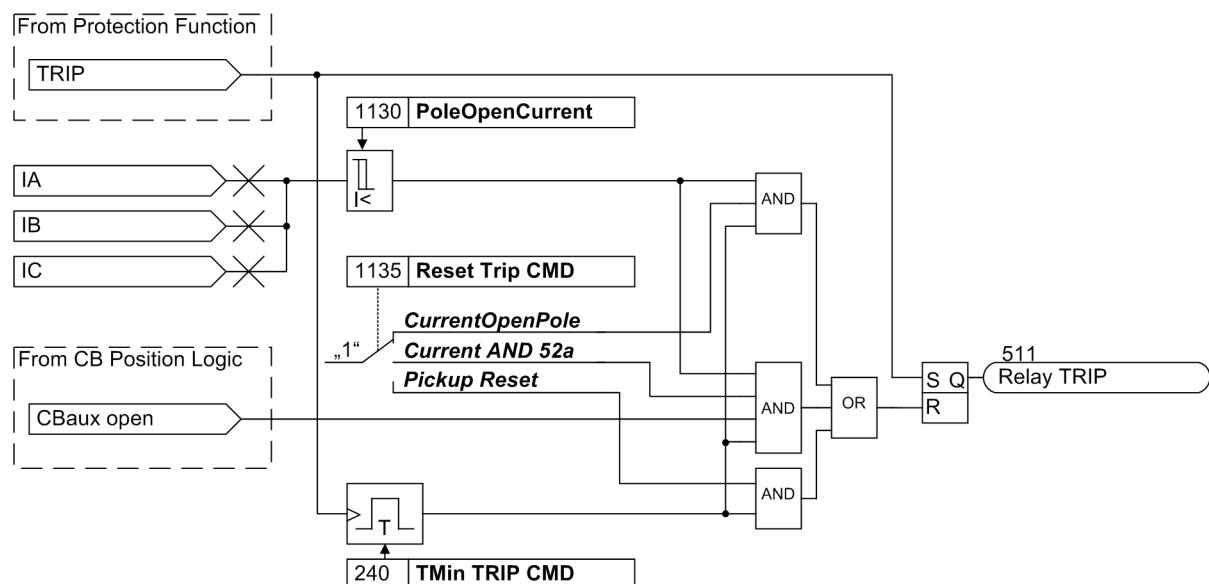 From Protection Function
TRIP
1130 PoleOpenCurrent
IA
I<
AND
IB
IC
1135 Reset Trip CMD
CurrentOpenPole
„1“
Current AND 52a
From CB Position Logic
Pickup Reset
511
S Q
Relay TRIP
CBaux open
AND
OR
R
AND
T
240 TMin TRIP CMD